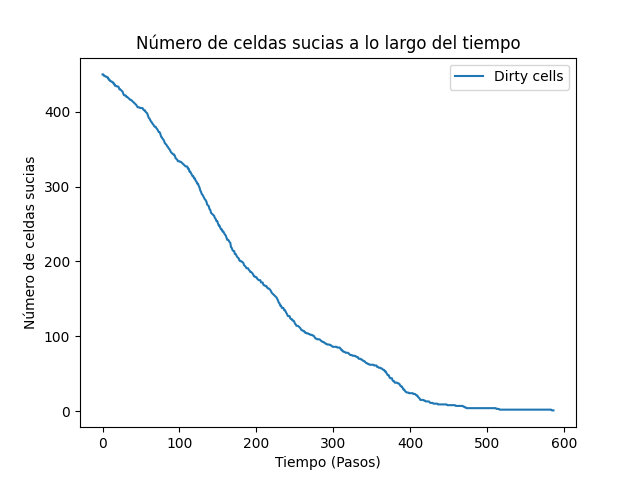 Número de celdas sucias a lo largo del tiempo
Dirty cells
Número de celdas sucias
400
300
200
100
0
0 100 200 300 400 500 600
Tiempo (Pasos)